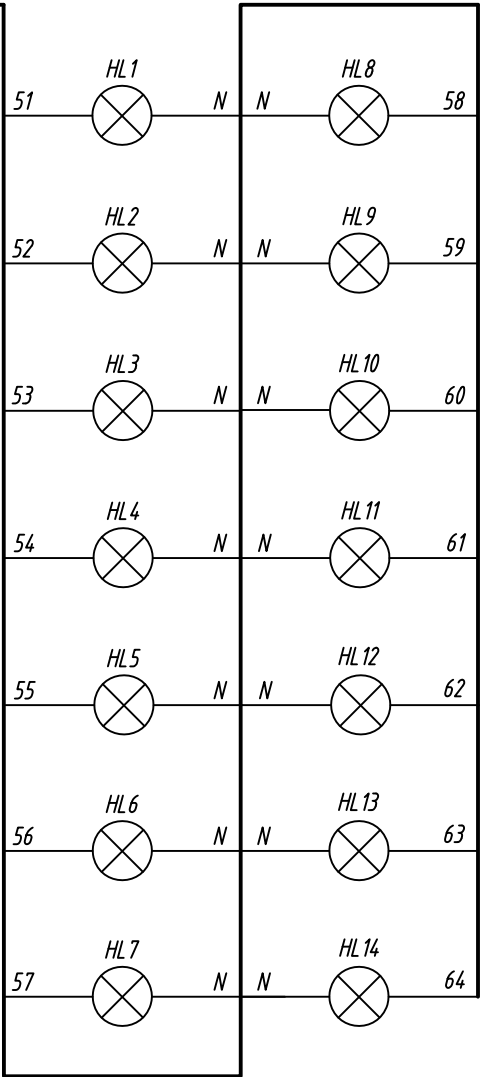 HL1 HL8
51 N N 58
HL2 HL9
52 N N 59
HL3 HL10
53 N N 60
HL4 HL11
54 N N 61
HL5 HL12
55 N N 62
HL6 HL13
56 N N 63
HL7 HL14
57 N N 64